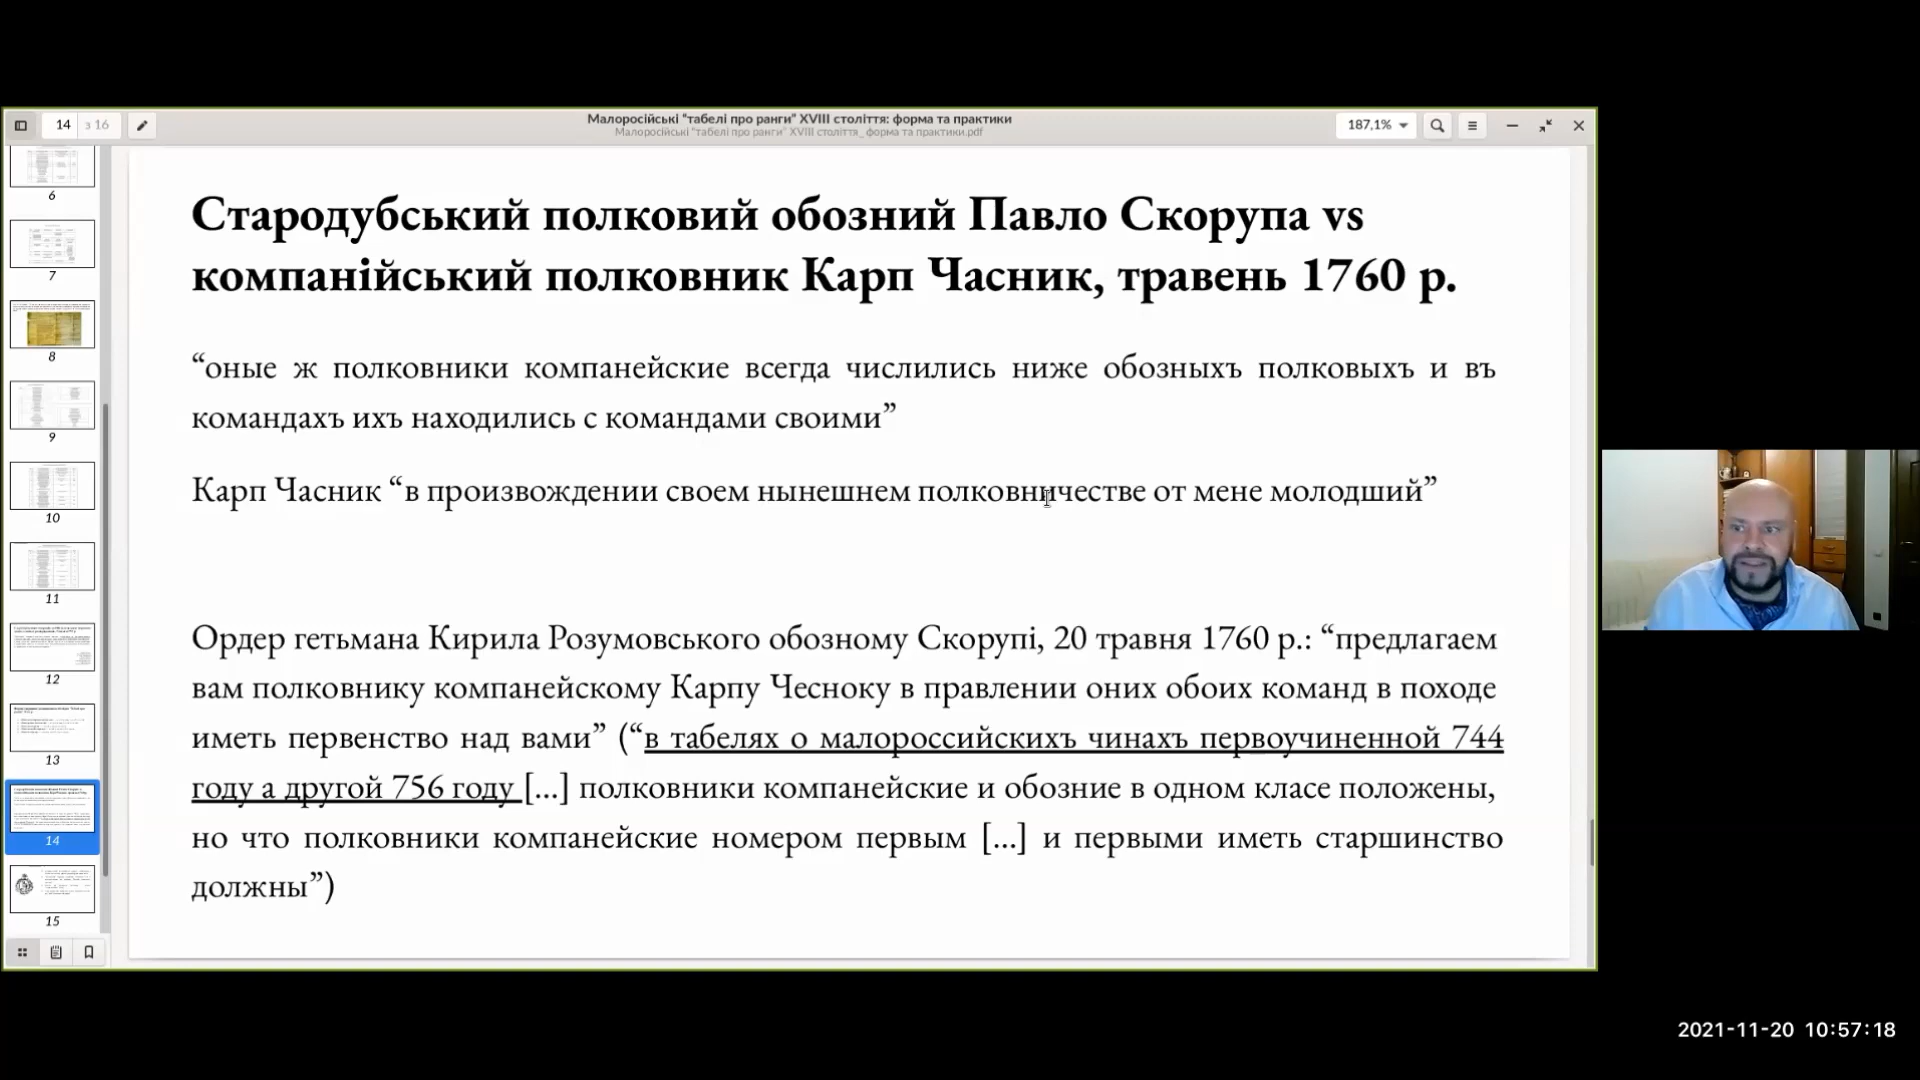 14 з 16
Малоросійські “табелі про ранги” XVIII століття: форма та практики
Малоросійські “табелі про ранги” XVIII століття_ форма та практики.pdf
187,1%
6
7
8
9
10
11
12
13
14
15
Стародубський полковий обозний Павло Скорупа vs
компанійський полковник Карп Часник, травень 1760 р.
“оные ж полковники компанейские всегда числились ниже обозныхъ полковыхъ и въ
командахъ ихъ находились с командами своими”
Карп Часник “в произвождении своем нынешнем полковничестве от мене молодший”
Ордер гетьмана Кирила Розумовського обозному Скорупі, 20 травня 1760 р.: “предлагаем
вам полковнику компанейскому Карпу Чесноку в правлении оних обоих команд в походе
иметь первенство над вами” (“в табелях о малороссийскихъ чинахъ первоучиненной 744
году а другой 756 году [...] полковники компанейские и обозние в одном класе положены,
но что полковники компанейские номером первым [...] и первыми иметь старшинство
должны”)
2021-11-20 10:57:18